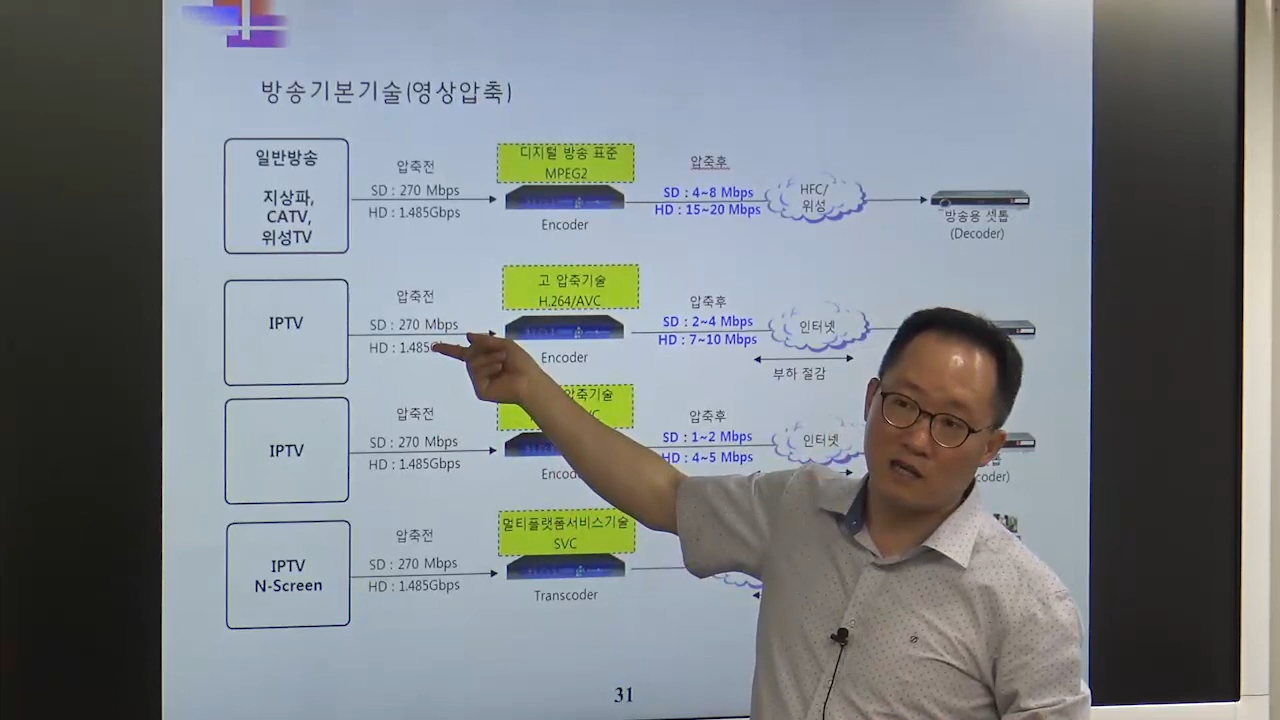 방송기본기술(영상압축)
일반방송
지상파,
CATV,
위성TV
압축전
SD : 270 Mbps
HD : 1.485Gbps
디지털 방송 표준
MPEG2
Encoder
압축후
SD : 4~8 Mbps
HD : 15~20 Mbps
HFC/
위성
방송용 셋톱
(Decoder)
IPTV
압축전
SD : 270 Mbps
HD : 1.485
고 압축기술
H.264/AVC
Encoder
압축후
SD : 2~4 Mbps
HD : 7~10 Mbps
인터넷
부하 절감
IPTV
압축전
SD : 270 Mbps
HD : 1.485Gbps
압축기술
압축후
SD : 1~2 Mbps
HD : 4~5 Mbps
인터넷
coder)
IPTV
N-Screen
압축전
SD : 270 Mbps
HD : 1.485Gbps
멀티플랫폼서비스기술
SVC
Transcoder
31